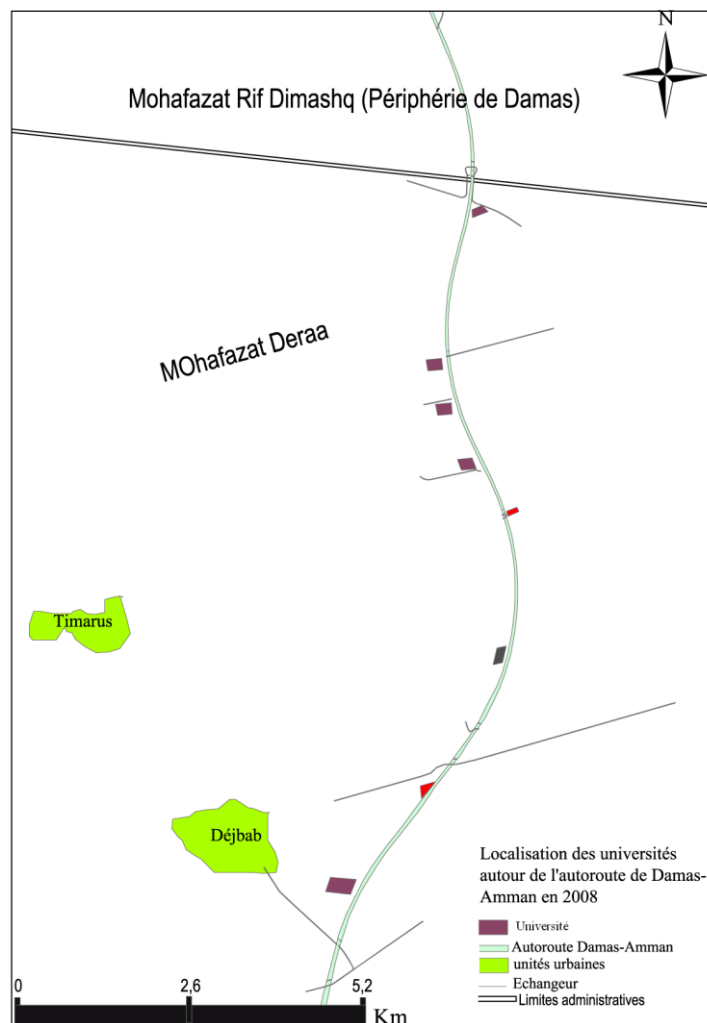 N
Mohafazat Rif Dimashq (Périphérie de Damas)
MOhafazat Deraa
Timarus
Déjbab
Localisation des universités
autour de l'autoroute de Damas-
Amman en 2008
Université
Autoroute Damas-Amman
unités urbaines
Echangeur
Limites administratives
0 2,6 5,2
Km